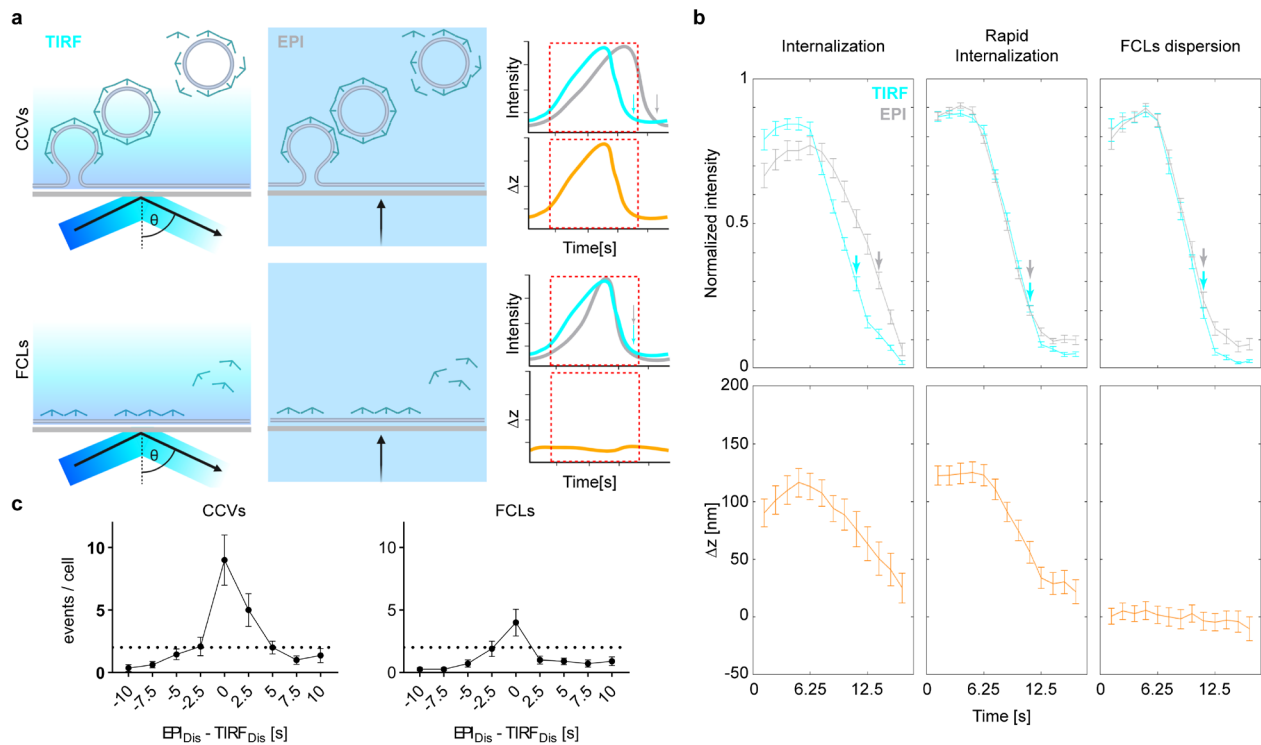 a
TIRF
EPI
CCVs
θ
Intensity
Δz
Time[s]
FCLs
θ
Intensity
Δz
Time[s]
b
Internalization
Rapid
Internalization
FCLs dispersion
TIRF
EPI
Normalized intensity
1
0.5
0
Δz [nm]
200
150
100
50
0
-50
0 6.25 12.5
0 6.25 12.5
0 6.25 12.5
Time [s]
c
CCVs
events / cell
10
5
0
-10 -7.5 -5 -2.5 0 2.5 5 7.5 10
EPIDis - TIRFDis [s]
FCLs
10
5
0
-10 -7.5 -5 -2.5 0 2.5 5 7.5 10
EPIDis - TIRFDis [s]